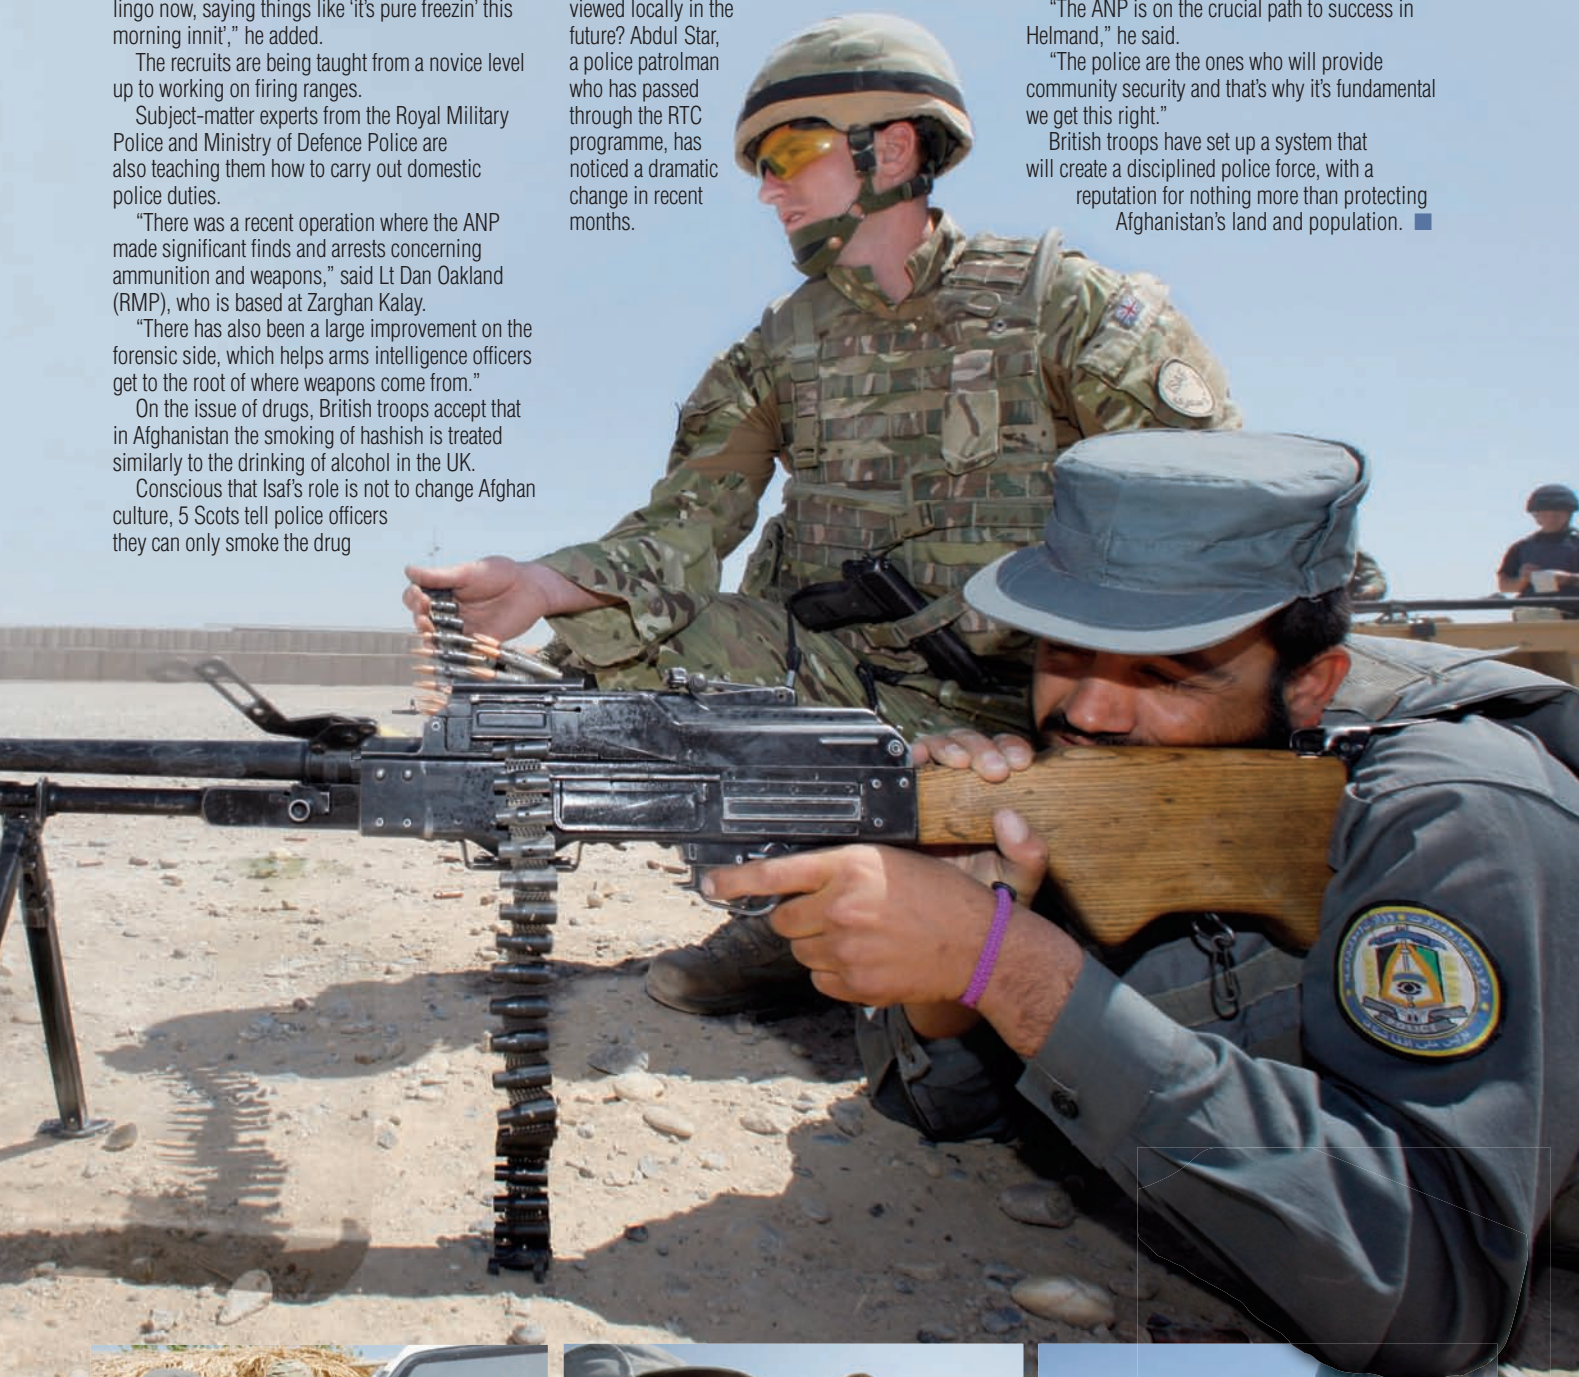 lingo now, saying things like ‘it’s pure freezin’ this
morning innit’,” he added.
The recruits are being taught from a novice level
up to working on firing ranges.
Subject-matter experts from the Royal Military
Police and Ministry of Defence Police are
also teaching them how to carry out domestic
police duties.
“There was a recent operation where the ANP
made significant finds and arrests concerning
ammunition and weapons,” said Lt Dan Oakland
(RMP), who is based at Zarghan Kalay.
“There has also been a large improvement on the
forensic side, which helps arms intelligence officers
get to the root of where weapons come from.”
On the issue of drugs, British troops accept that
in Afghanistan the smoking of hashish is treated
similarly to the drinking of alcohol in the UK.
Conscious that Isaf’s role is not to change Afghan
culture, 5 Scots tell police officers
they can only smoke the drug
viewed locally in the
future? Abdul Star,
a police patrolman
who has passed
through the RTC
programme, has
noticed a dramatic
change in recent
months.
“The ANP is on the crucial path to success in
Helmand,” he said.
“The police are the ones who will provide
community security and that’s why it’s fundamental
we get this right.”
British troops have set up a system that
will create a disciplined police force, with a
reputation for nothing more than protecting
Afghanistan’s land and population.